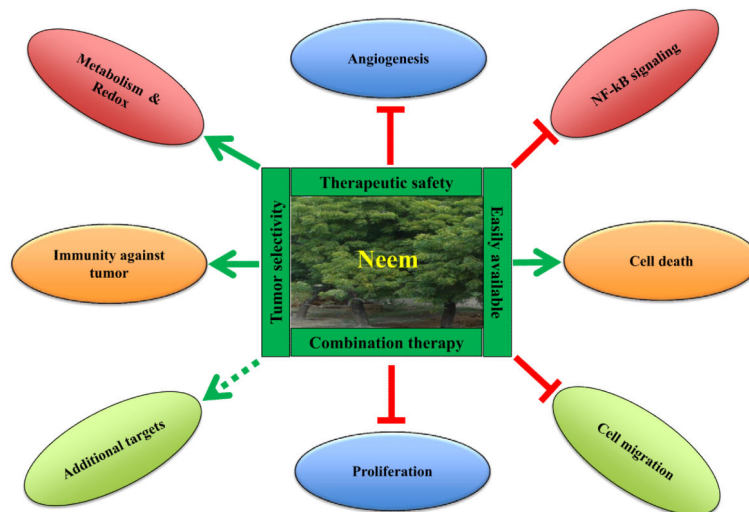 Metabolism &
Redox
Angiogenesis
NF-kB signaling
Therapeutic safety
Immunity against
tumor
Tumor selectivity
Neem
Easily available
Cell death
Combination therapy
Additional targets
Proliferation
Cell migration